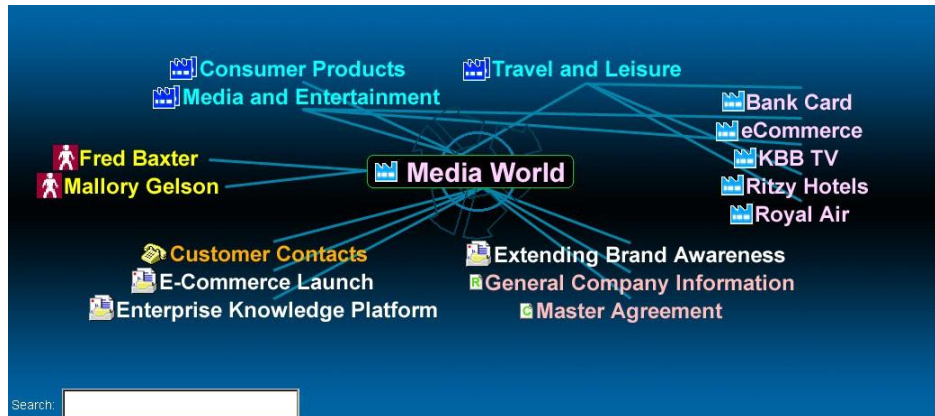 Consumer Products
Travel and Leisure
Media and Entertainment
Bank Card
eCommerce
Fred Baxter
KBB TV
Media World
Mallory Gelson
Ritzy Hotels
Royal Air
Customer Contacts
Extending Brand Awareness
E-Commerce Launch
R
General Company Information
Enterprise Knowledge Platform
C
Master Agreement
Search: